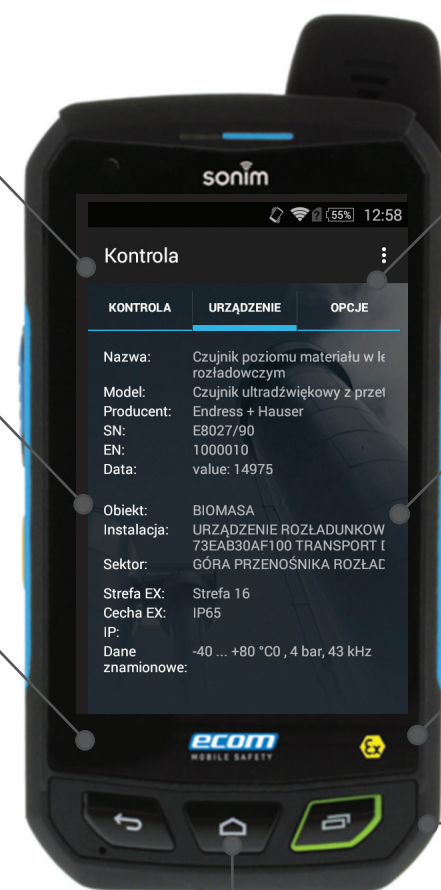 sonim
55% 12:58
Kontrola
KONTROLA URZĄDZENIE OPCJE
Nazwa: Czujnik poziomu materiału w le
rozładowczym
Model: Czujnik ultradźwiękowy z przet
Producent: Endress + Hauser
SN: E8027/90
EN: 1000010
Data: value: 14975
Obiekt: BIOMASA
Instalacja: URZĄDZENIE ROZŁADUNKOW
73EAB30AF100 TRANSPORT
Sektor: GÓRA PRZENOŚNIKA ROZŁAD
Strefa EX: Strefa 16
Cecha EX: IP65
IP:
Dane -40 ... +80 °C0 , 4 bar, 43 kHz
znamionowe:
ecom
MOBILE SAFETY
Ex